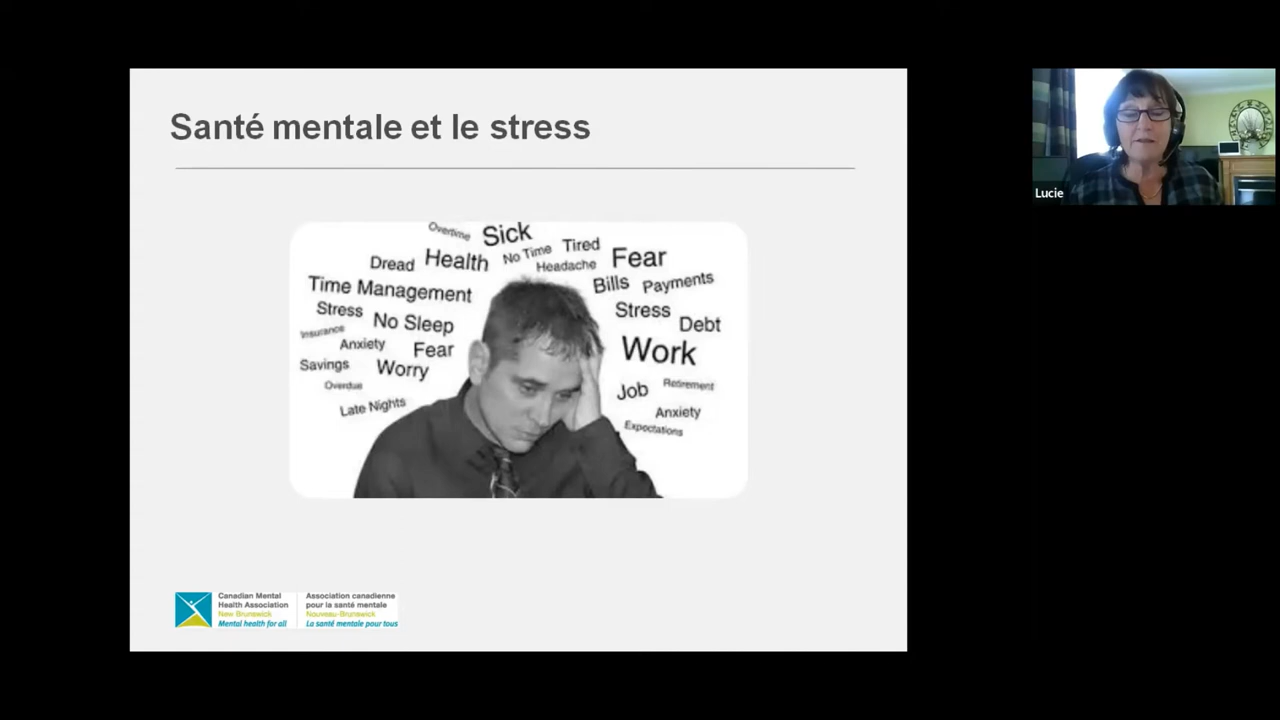 Santé mentale et le stress
Overtime
Sick
Dread
Health
No Time
Tired
Headache
Fear
Time Management
Bills
Payments
Stress
No Sleep
Stress
Debt
Insurance
Anxiety
Fear
Work
Savings
Worry
Overdue
Job
Retirement
Late Nights
Anxiety
Expectations
Lucie
Canadian Mental
Health Association
New Brunswick
Mental health for all
Association canadienne
pour la santé mentale
Nouveau-Brunswick
La santé mentale pour tous